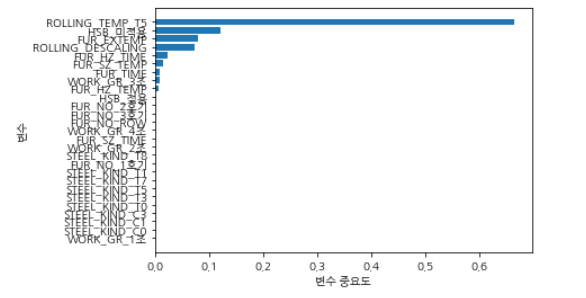 ROLLING_TEMP_T5
HSB_미적용
FUR_EXTEMP
ROLLING_DESCALING
FUR_HZ_TIME
FUR_SZ_TEMP
FUR_TIME
WORK_GR_3조
FUR_HZ_TEMP
HSB_적용
FUR_NO_2호기
FUR_NO_3호기
FUR_NO_ROW
WORK_GR_4조
FUR_SZ_TIME
WORK_GR_2조
STEEL_KIND_T8
FUR_NO_1호기
STEEL_KIND_T1
STEEL_KIND_T7
STEEL_KIND_T5
STEEL_KIND_T3
STEEL_KIND_T0
STEEL_KIND_C3
STEEL_KIND_C1
STEEL_KIND_C0
WORK_GR_1조
변수
0.0 0.1 0.2 0.3 0.4 0.5 0.6
변수 중요도